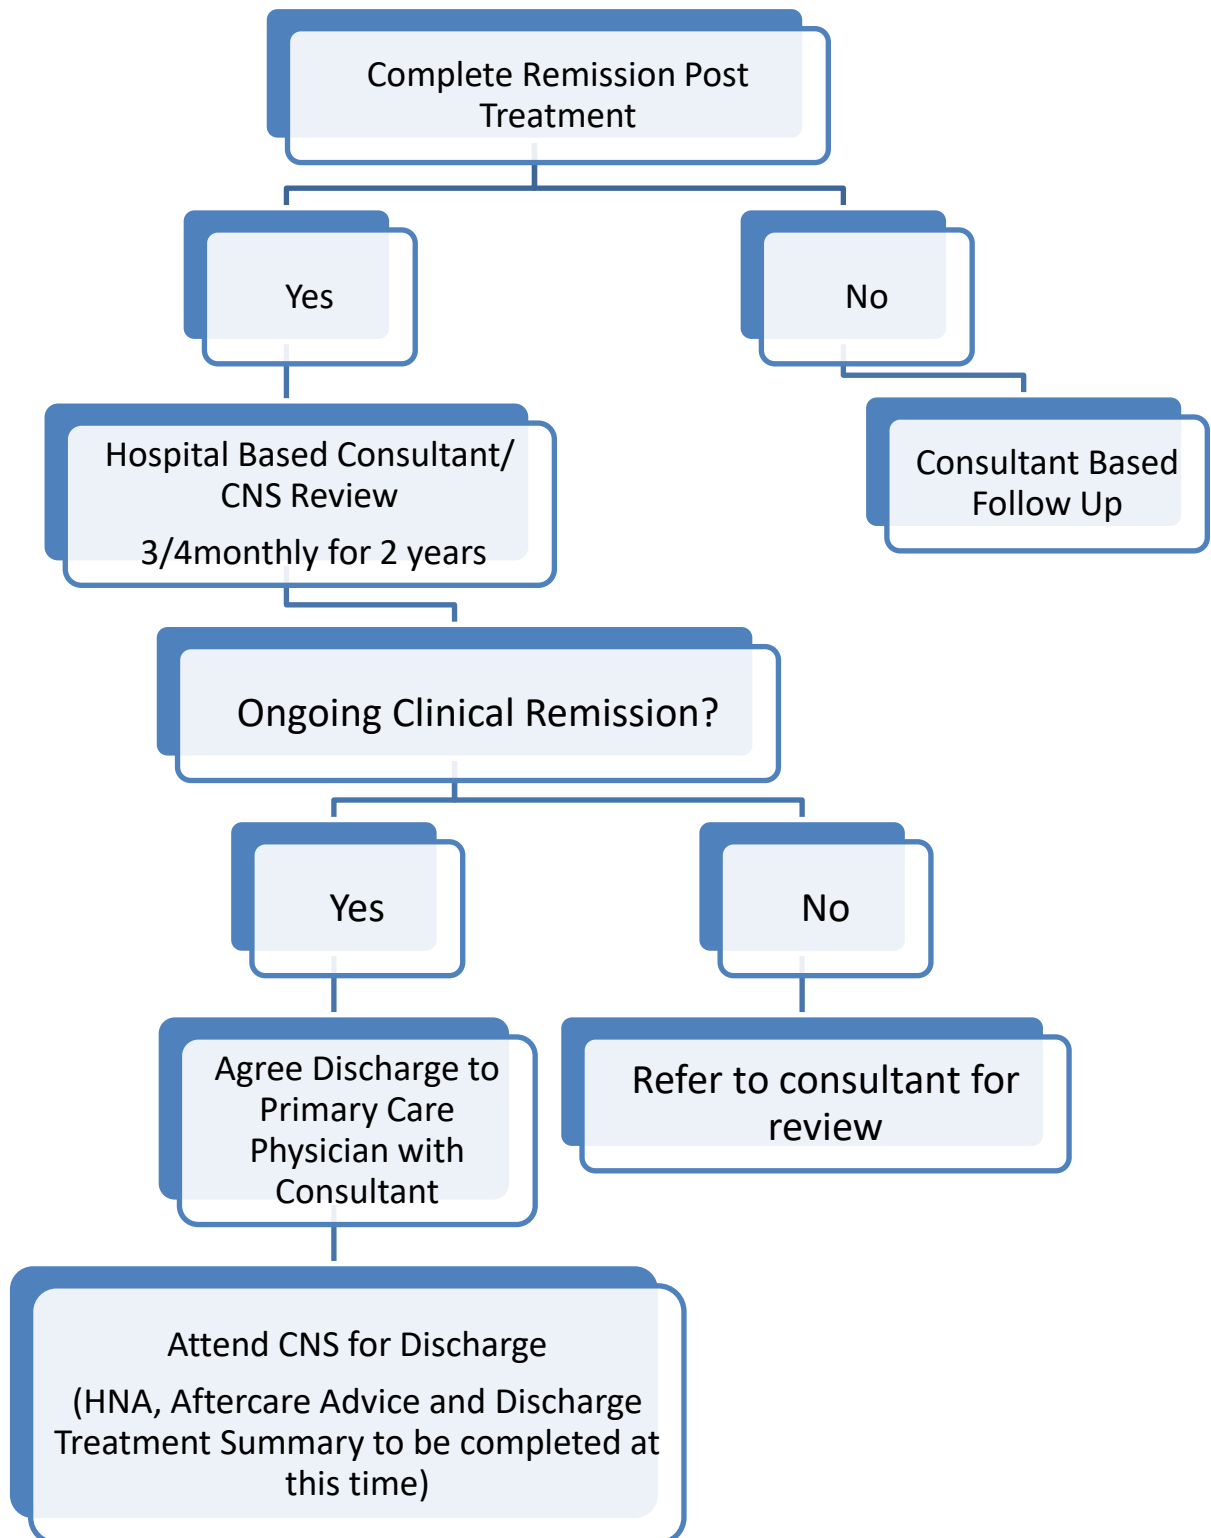 Complete Remission Post
Treatment
Yes
No
Hospital Based Consultant/
CNS Review
3/4monthly for 2 years
Consultant Based
Follow Up
Ongoing Clinical Remission?
Yes
No
Agree Discharge to
Primary Care
Physician with
Consultant
Refer to consultant for
review
Attend CNS for Discharge
(HNA, Aftercare Advice and Discharge
Treatment Summary to be completed at
this time)